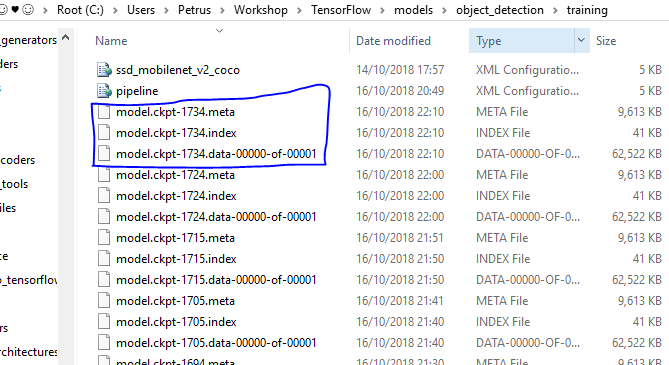 Root (C:) > Users > Petrus > Workshop > TensorFlow > models > object_detection > training
Name Date modified Type Size
_generators
ders
s
coders
_tools
files
ce
o_tensorflow
rchitectures
ssd_mobilenet_v2_coco 14/10/2018 17:57 XML Configuratio... 5 KB
pipeline 16/10/2018 20:49 XML Configuratio... 5 KB
model.ckpt-1734.meta 16/10/2018 22:10 META File 9,613 KB
model.ckpt-1734.index 16/10/2018 22:10 INDEX File 41 KB
model.ckpt-1734.data-00000-of-00001 16/10/2018 22:10 DATA-00000-OF-0... 62,522 KB
model.ckpt-1724.meta 16/10/2018 22:00 META File 9,613 KB
model.ckpt-1724.index 16/10/2018 22:00 INDEX File 41 KB
model.ckpt-1724.data-00000-of-00001 16/10/2018 22:00 DATA-00000-OF-0... 62,522 KB
model.ckpt-1715.meta 16/10/2018 21:51 META File 9,613 KB
model.ckpt-1715.index 16/10/2018 21:50 INDEX File 41 KB
model.ckpt-1715.data-00000-of-00001 16/10/2018 21:50 DATA-00000-OF-0... 62,522 KB
model.ckpt-1705.meta 16/10/2018 21:41 META File 9,613 KB
model.ckpt-1705.index 16/10/2018 21:40 INDEX File 41 KB
model.ckpt-1705.data-00000-of-00001 16/10/2018 21:40 DATA-00000-OF-0... 62,522 KB
model.ckpt-1694.meta 16/10/2018 21:30 META File 9,613 KB